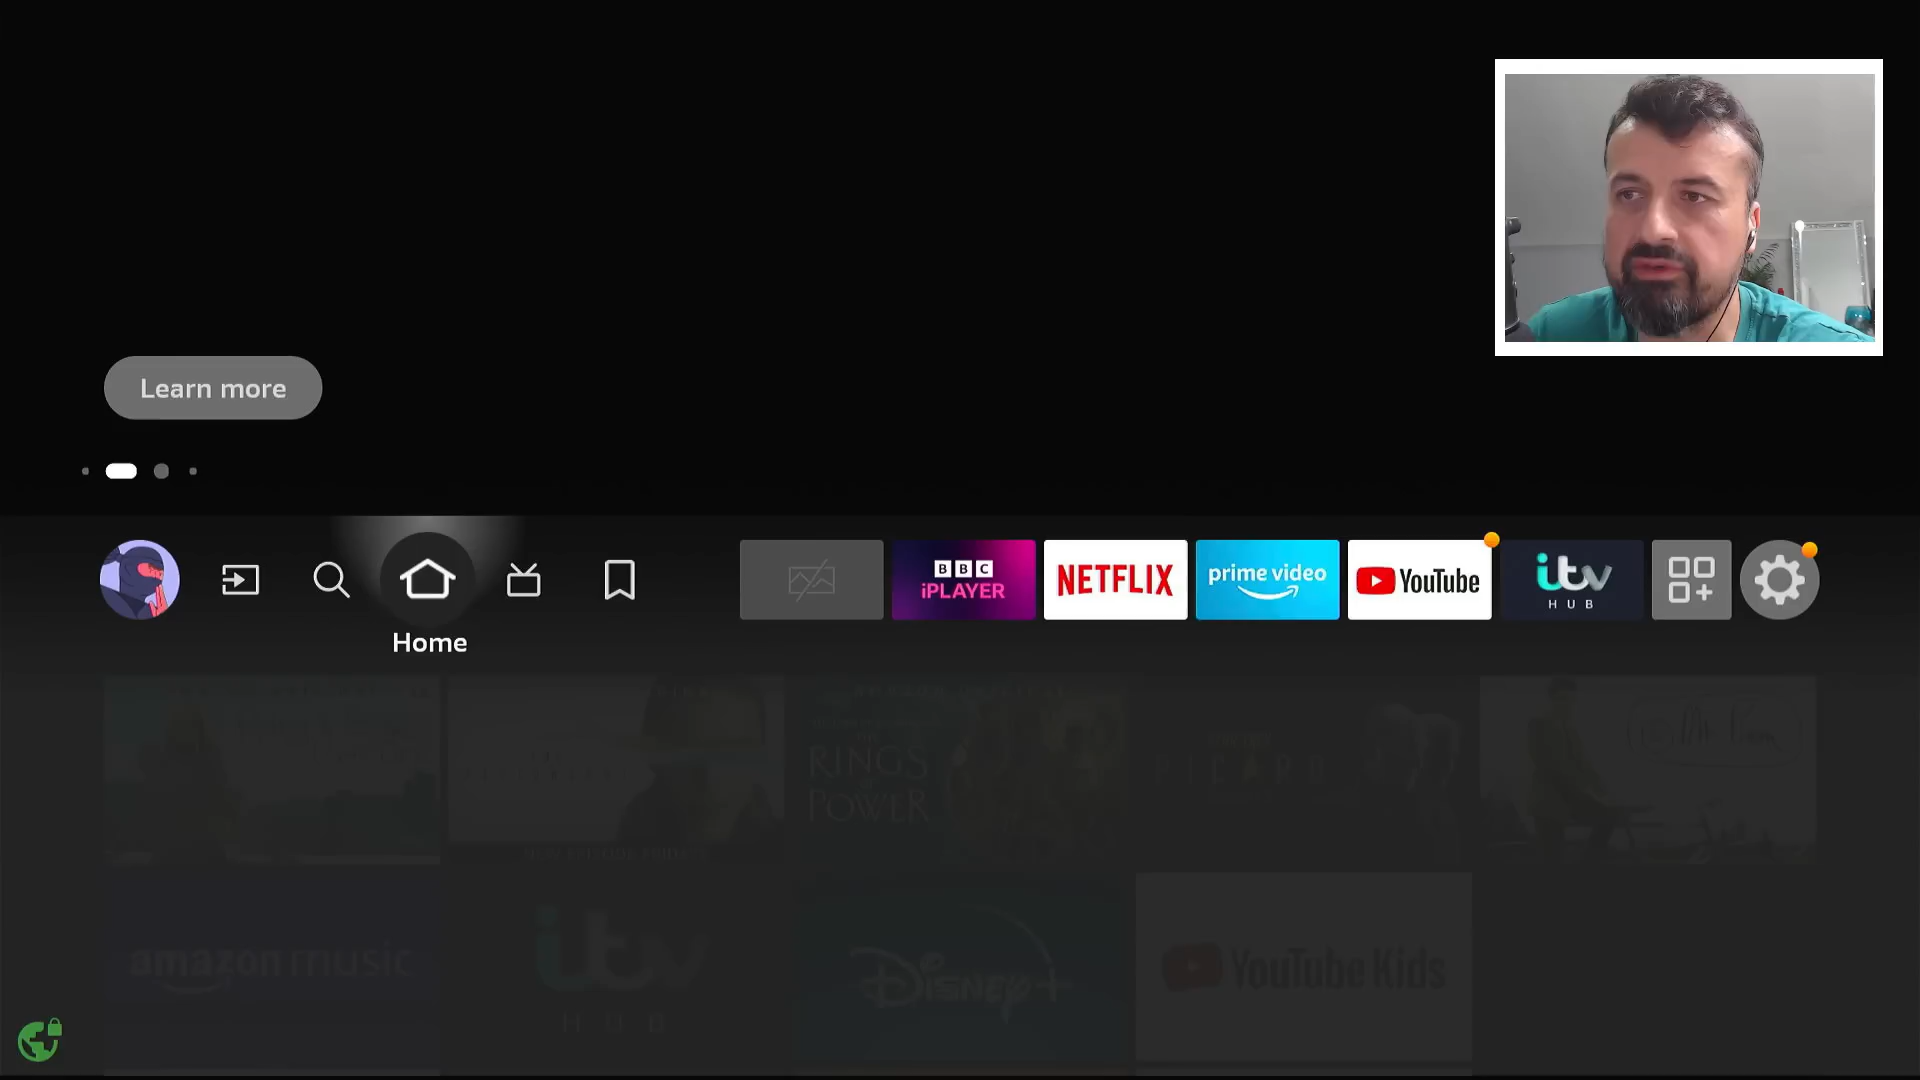 Learn more
BBC
iPLAYER
NETFLIX
prime video
YouTube
itv
HUB
Home
RINGS
POWER
PICARD
amazon music
itv
HUB
Disney+
YouTube Kids